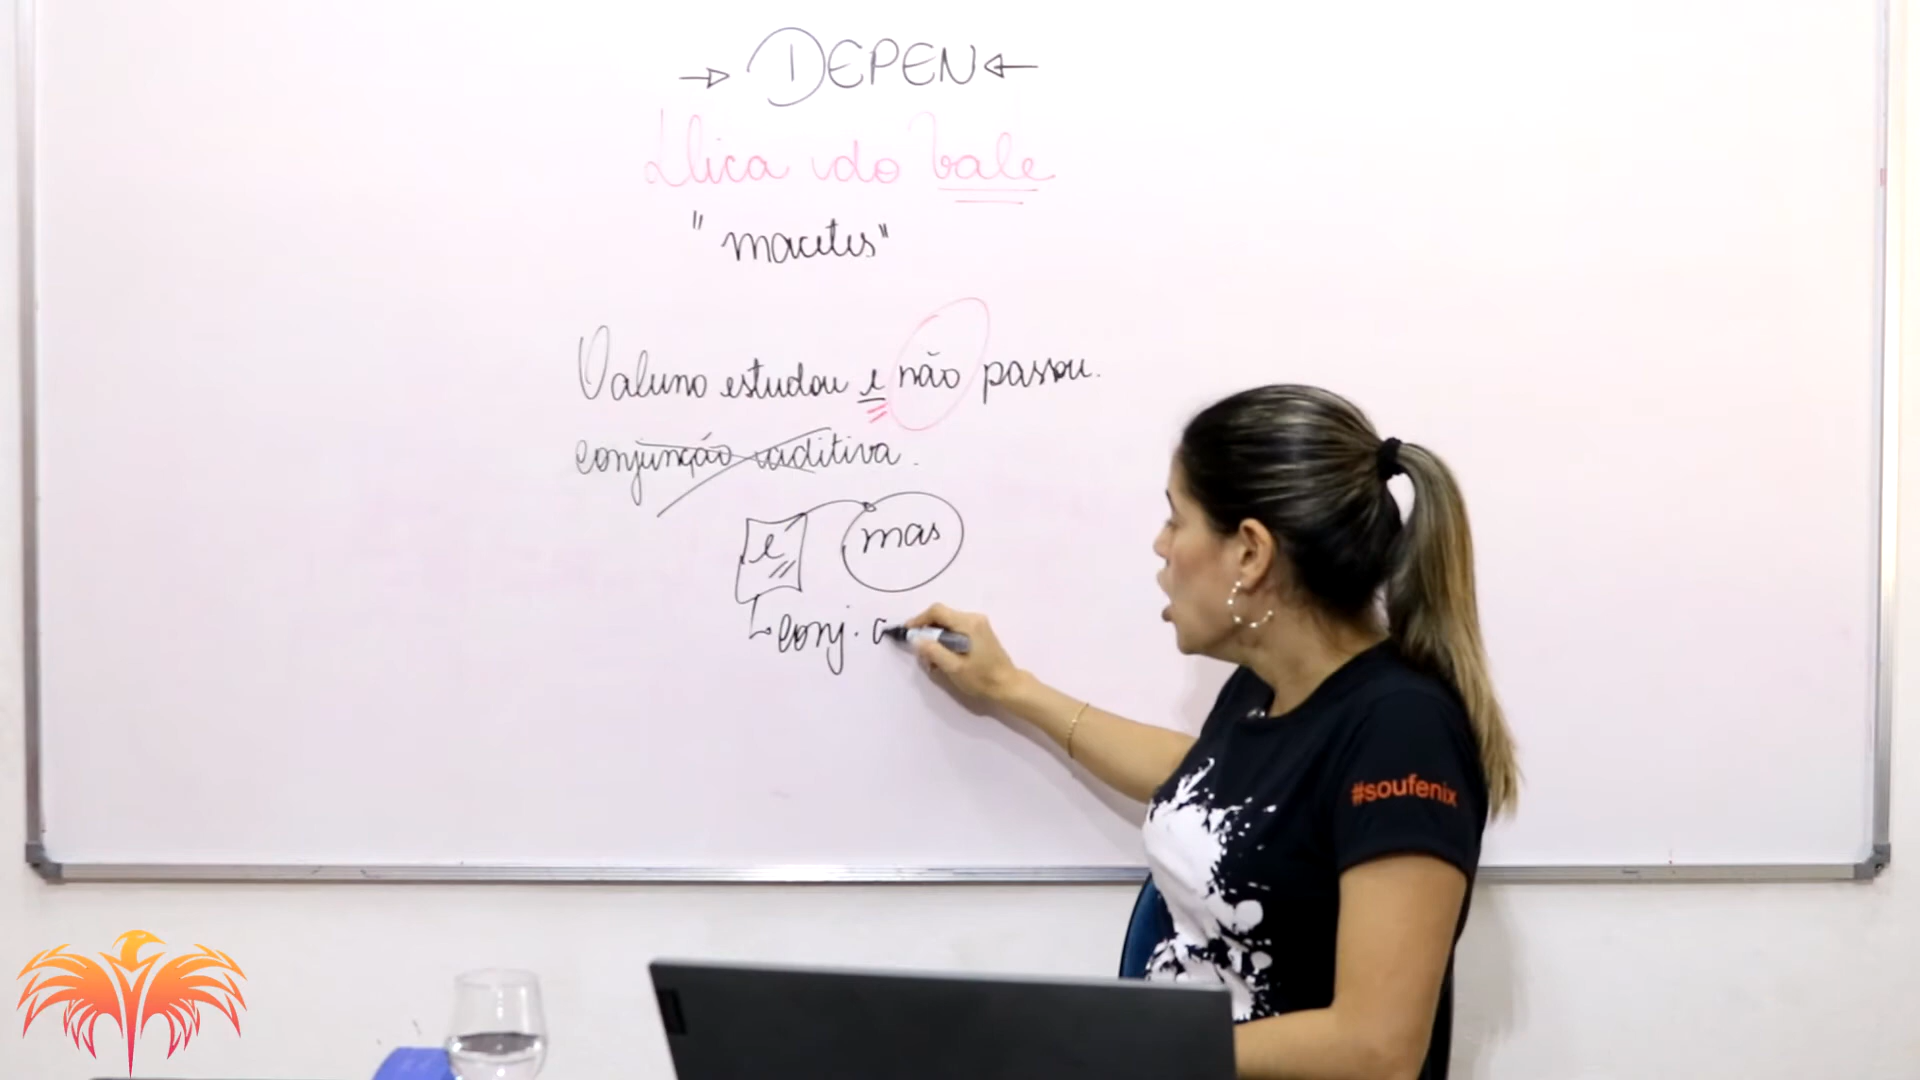 → DEPEN ←
Dica do Vale
"macetes"
O aluno estudou e não passou.
conjunção aditiva.
e mas
conj. a
#soufenix